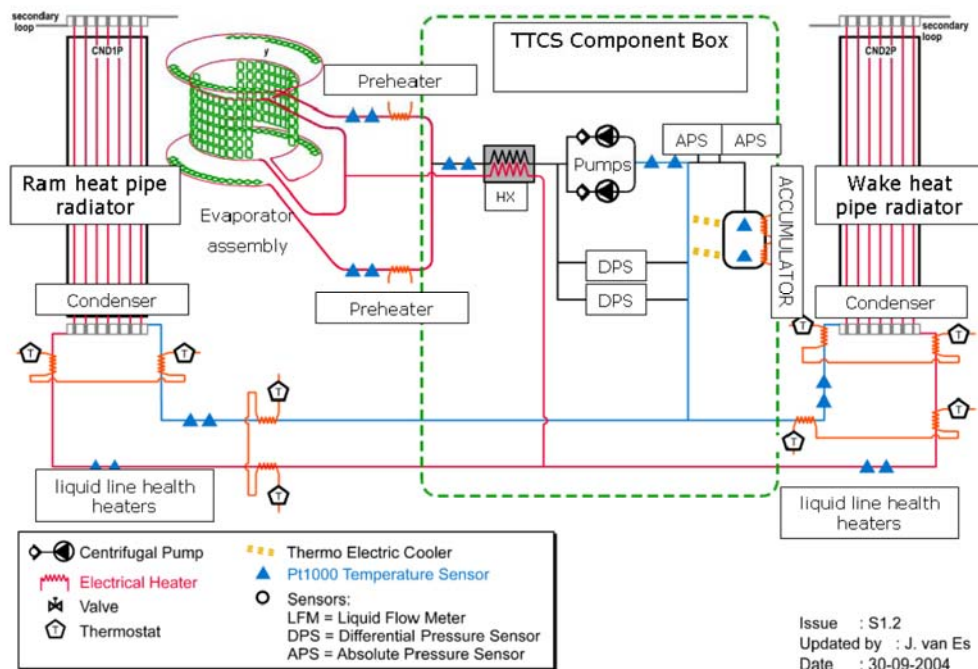 secondary
loop
CND1P
y
Preheater
TTCS Component Box
CND2P
secondary
loop
APS
APS
Pumps
Ram heat pipe
radiator
Evaporator
assembly
HX
Wake heat
pipe radiator
ACCUMULATOR
DPS
DPS
Condenser
Preheater
Condenser
T
T
T
T
T
T
T
T
liquid line health
heaters
liquid line health
heaters
Centrifugal Pump
Electrical Heater
Valve
T
Thermostat
Thermo Electric Cooler
Pt1000 Temperature Sensor
Sensors:
LFM = Liquid Flow Meter
DPS = Differential Pressure Sensor
APS = Absolute Pressure Sensor
Issue : S1.2
Updated by : J. van Es
Date : 30-09-2004